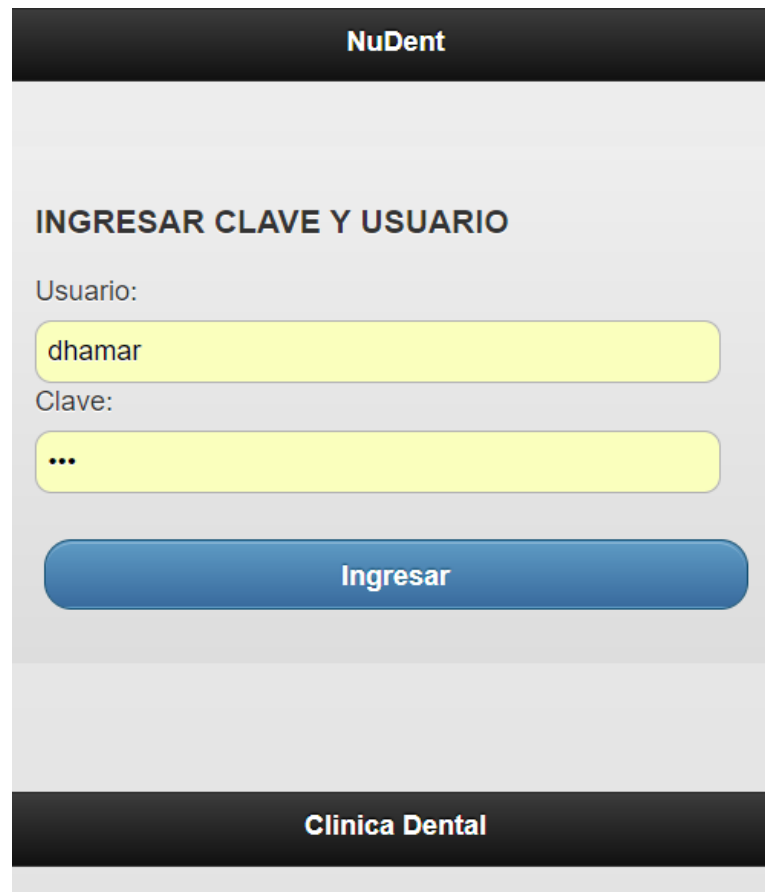 NuDent
INGRESAR CLAVE Y USUARIO
Usuario:
dhamar
Clave:
•••
Ingresar
Clinica Dental